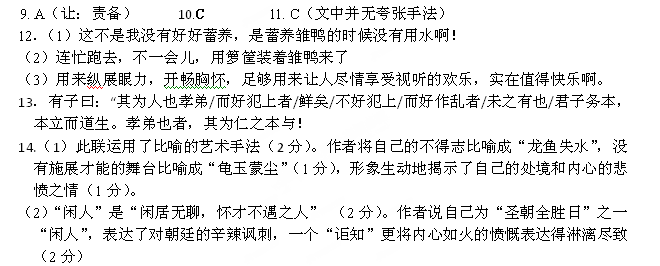 9. A（让：责备）　　10.C　　11. C（文中并无夸张手法）
12.（1）这不是我没有好好蓄养，是蓄养雏鸭的时候没有用水啊！
（2）连忙跑去，不一会儿，用箩筐装着雏鸭来了
（3）用来纵展眼力，开畅胸怀，足够用来让人尽情享受视听的欢乐，实在值得快乐啊。
13. 有子曰：“其为人也孝弟/而好犯上者/鲜矣/不好犯上/而好作乱者/未之有也/君子务本，
本立而道生。孝弟也者，其为仁之本与！
14.（1）此联运用了比喻的艺术手法（2 分）。作者将自己的不得志比喻成“龙鱼失水”，没
有施展才能的舞台比喻成“龟玉蒙尘”（1 分），形象生动地揭示了自己的处境和内心的悲
愤之情（1 分）。
（2）“闲人”是“闲居无聊，怀才不遇之人” （2 分）。作者说自己为“圣朝全胜日”之一
“闲人”，表达了对朝廷的辛辣讽刺，一个“讵知”更将内心如火的愤慨表达得淋漓尽致
（2 分）